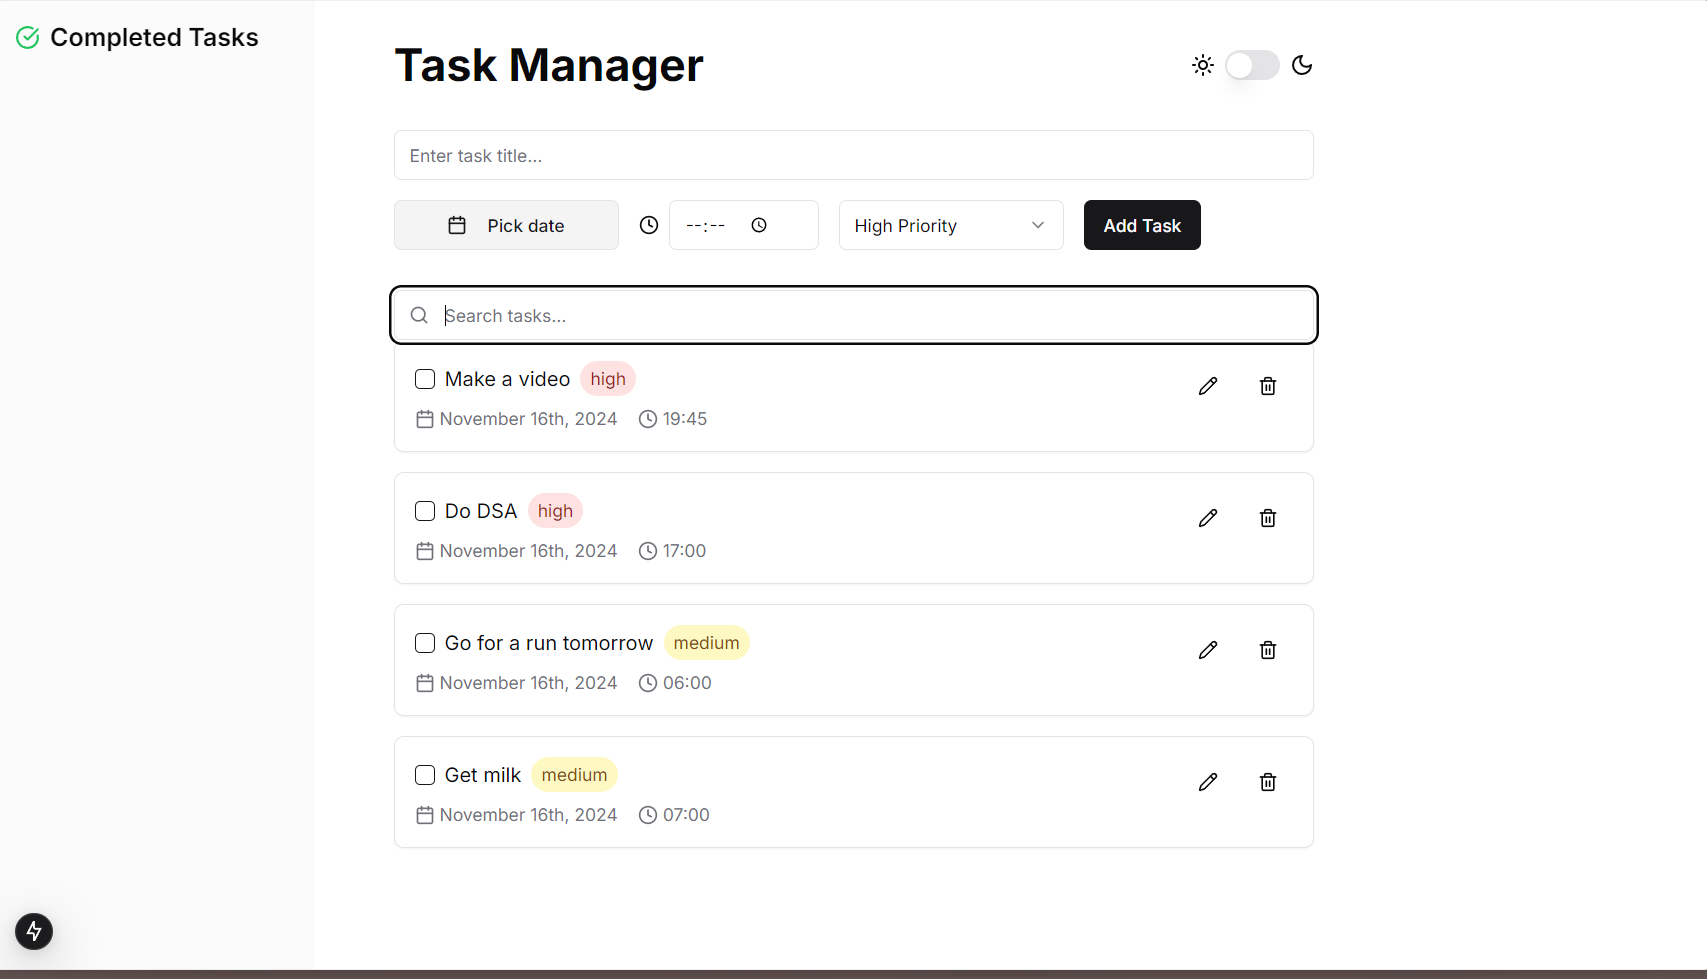 Completed Tasks
Task Manager
Enter task title...
Pick date
--:--
High Priority
Add Task
Search tasks...
Make a video high
November 16th, 2024 19:45
Do DSA high
November 16th, 2024 17:00
Go for a run tomorrow medium
November 16th, 2024 06:00
Get milk medium
November 16th, 2024 07:00